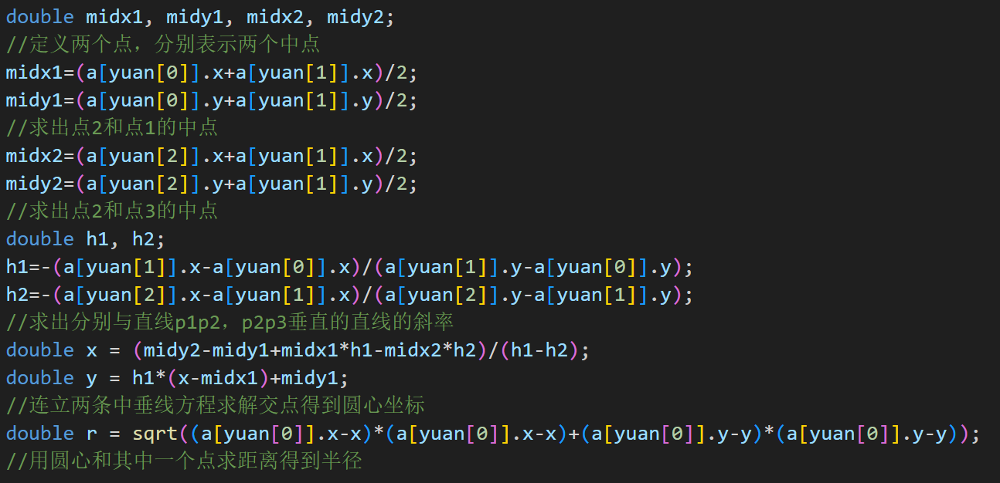 double midx1, midy1, midx2, midy2;
//定义两个点，分别表示两个中点
midx1=(a[yuan[0]].x+a[yuan[1]].x)/2;
midy1=(a[yuan[0]].y+a[yuan[1]].y)/2;
//求出点2和点1的中点
midx2=(a[yuan[2]].x+a[yuan[1]].x)/2;
midy2=(a[yuan[2]].y+a[yuan[1]].y)/2;
//求出点2和点3的中点
double h1, h2;
h1=-(a[yuan[1]].x-a[yuan[0]].x)/(a[yuan[1]].y-a[yuan[0]].y);
h2=-(a[yuan[2]].x-a[yuan[1]].x)/(a[yuan[2]].y-a[yuan[1]].y);
//求出分别与直线p1p2，p2p3垂直的直线的斜率
double x = (midy2-midy1+midx1*h1-midx2*h2)/(h1-h2);
double y = h1*(x-midx1)+midy1;
//连立两条中垂线方程求解交点得到圆心坐标
double r = sqrt((a[yuan[0]].x-x)*(a[yuan[0]].x-x)+(a[yuan[0]].y-y)*(a[yuan[0]].y-y));
//用圆心和其中一个点求距离得到半径